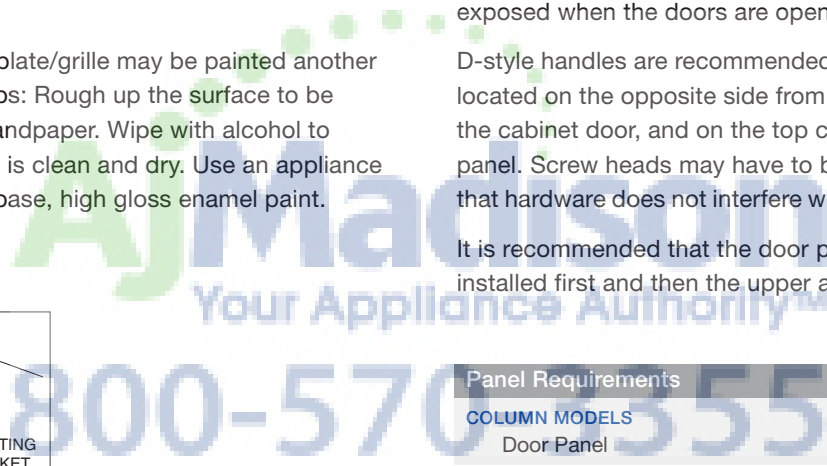 plate/grille may be painted another
os: Rough up the surface to be
andpaper. Wipe with alcohol to
is clean and dry. Use an appliance
base, high gloss enamel paint.
TING
KET
exposed when the doors are open
D-style handles are recommended
located on the opposite side from
the cabinet door, and on the top c
panel. Screw heads may have to b
that hardware does not interfere w
It is recommended that the door p
installed first and then the upper a
Panel Requirements
COLUMN MODELS
Door Panel
AjMadison
Your Appliance Authority™
800-570-3355